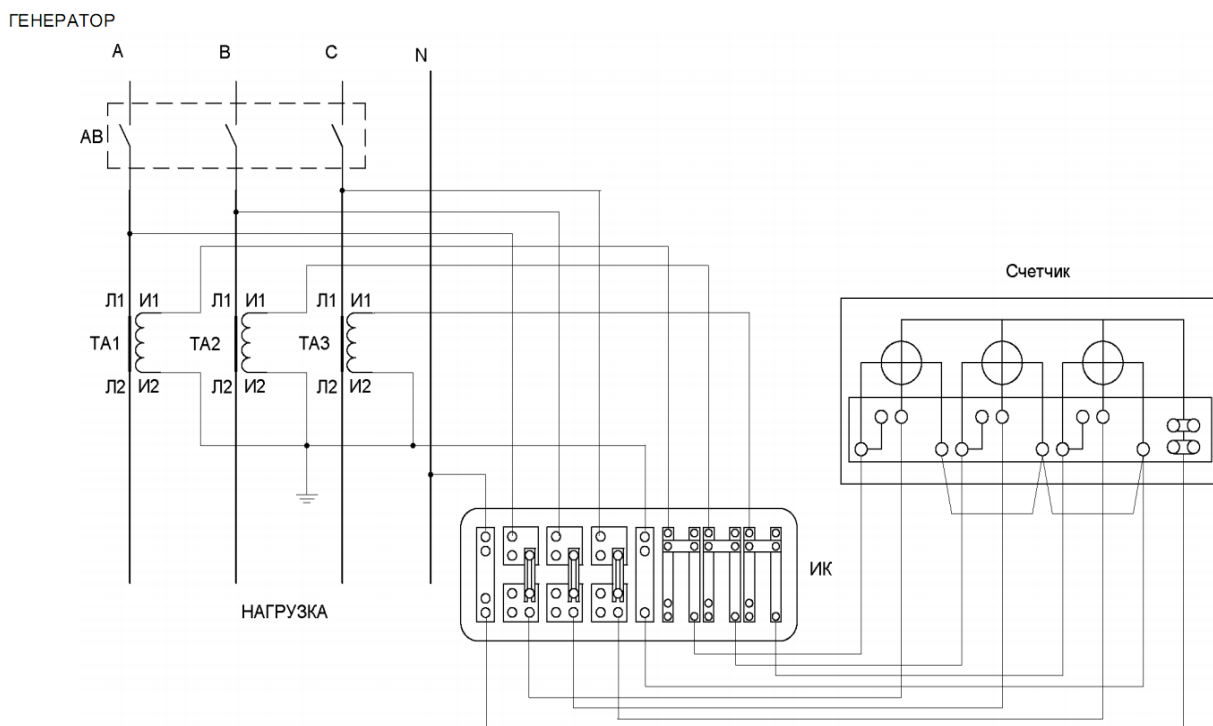 ГЕНЕРАТОР
A B C N
АВ
Счетчик
Л1 И1 Л1 И1 Л1 И1
ТА1 ТА2 ТА3
Л2 И2 Л2 И2 Л2 И2
ИК
НАГРУЗКА